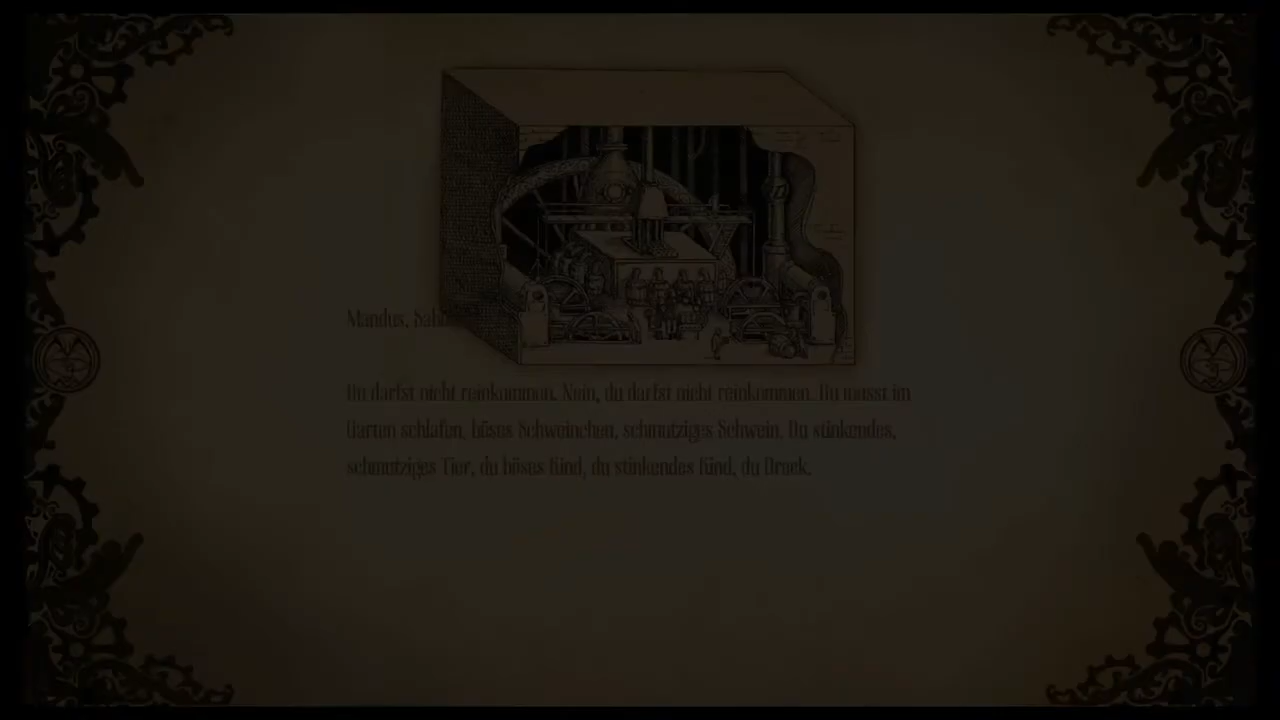 Mandus,
Du darfst nicht reinkommen. Nein, du darfst nicht reinkommen. Du musst im
Garten schlafen, böses Schweinchen, schmutziges Schwein. Du stinkendes,
schmutziges Tier, du böses Kind, du stinkendes Kind, du Dreck.